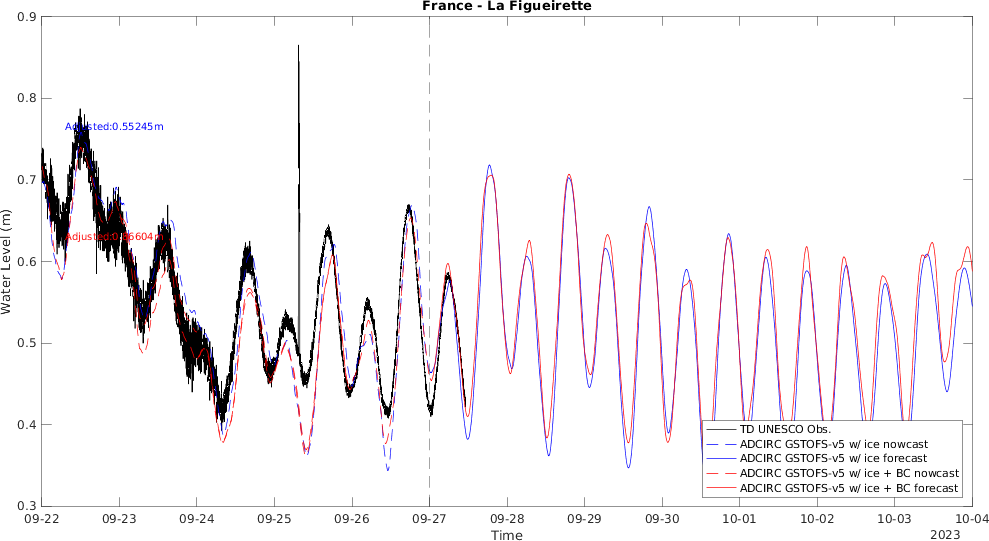 France - La Figueirette
0.9
0.8
0.7
0.6
0.5
0.4
0.3
Water Level (m)
Adjusted:0.55245m
TD UNESCO Obs.
ADCIRC GSTOFS-v5 w/ ice nowcast
ADCIRC GSTOFS-v5 w/ ice forecast
ADCIRC GSTOFS-v5 w/ ice + BC nowcast
ADCIRC GSTOFS-v5 w/ ice + BC forecast
09-22 09-23 09-24 09-25 09-26 09-27 09-28 09-29 09-30 10-01 10-02 10-03 10-04
Time
2023